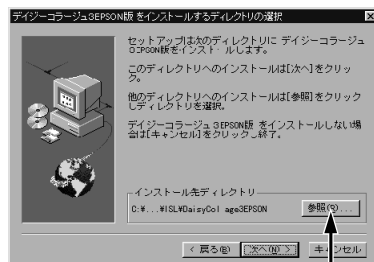 デイジーコラージュ3EPSON版 をインストールするディレクトリの選択
セットアップは次のディレクトリに デイジーコラージュ
3EPSON版をインストールします。
このディレクトリへのインストールは[次へ]をクリッ
ク。
他のディレクトリへのインストールは[参照]をクリック
しディレクトリを選択。
デイジーコラージュ 3EPSON版 をインストールしない場
合は[キャンセル]をクリックし終了。
インストール先ディレクトリ
C:¥...¥ISL¥DaisyCol age3EPSON
参照(R)...
< 戻る(B)
次へ(N) >
キャンセル